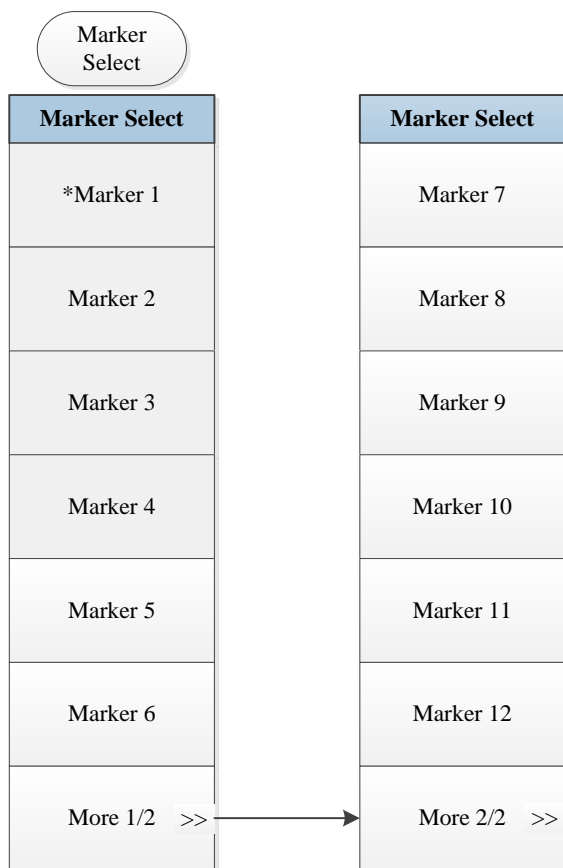 Marker
Select
Marker Select
*Marker 1
Marker 2
Marker 3
Marker 4
Marker 5
Marker 6
More 1/2 >>
Marker Select
Marker 7
Marker 8
Marker 9
Marker 10
Marker 11
Marker 12
More 2/2 >>